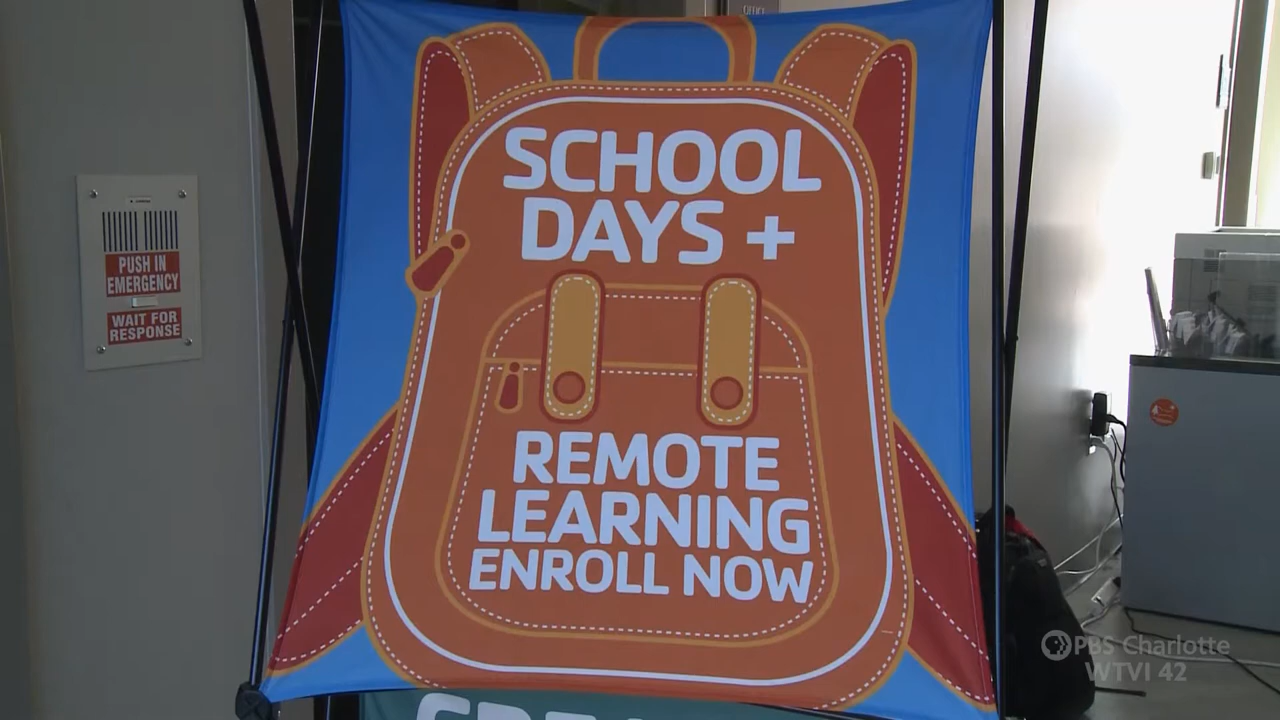 SCHOOL
DAYS +
REMOTE
LEARNING
ENROLL NOW
PUSH IN
EMERGENCY
WAIT FOR
RESPONSE
PBS Charlotte
WTVI 42